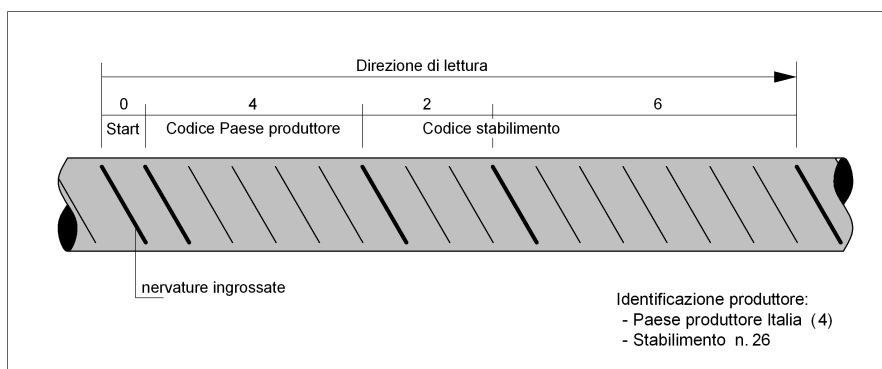 Direzione di lettura
0 4 2 6
Start Codice Paese produttore Codice stabilimento
nervature ingrossate
Identificazione produttore:
- Paese produttore Italia (4)
- Stabilimento n. 26